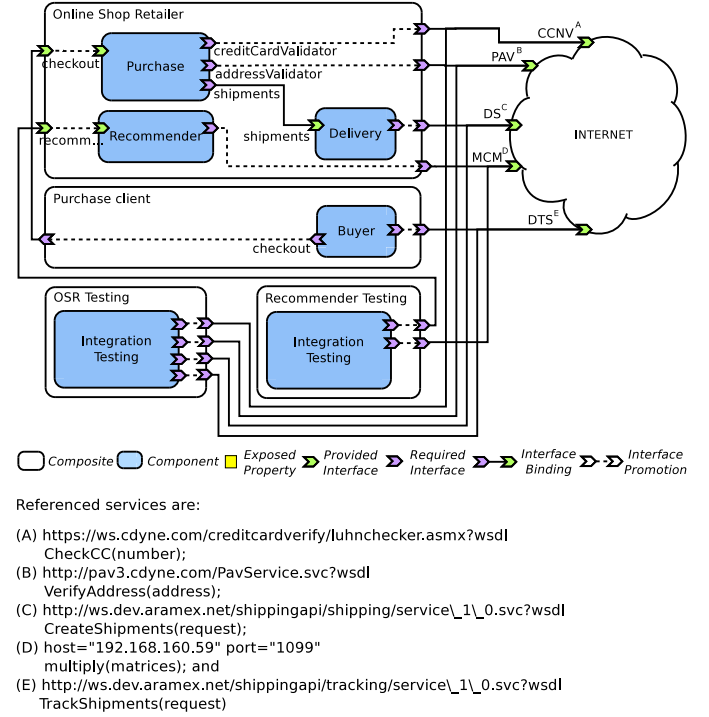 Online Shop Retailer
CCNV A
creditCardValidator
PAV B
checkout
Purchase
addressValidator
shipments
DS C
recomm...
Recommender
shipments
Delivery
INTERNET
MCM D
Purchase client
Buyer
DTS E
checkout
OSR Testing
Recommender Testing
Integration
Testing
Integration
Testing
Composite
Component
Exposed
Property
Provided
Interface
Required
Interface
Interface
Binding
Interface
Promotion
Referenced services are:
(A) https://ws.cdyne.com/creditcardverify/luhnchecker.asmx?wsdl
CheckCC(number);
(B) http://pav3.cdyne.com/PavService.svc?wsdl
VerifyAddress(address);
(C) http://ws.dev.aramex.net/shippingapi/shipping/service\_1\_0.svc?wsdl
CreateShipments(request);
(D) host="192.168.160.59" port="1099"
multiply(matrices); and
(E) http://ws.dev.aramex.net/shippingapi/tracking/service\_1\_0.svc?wsdl
TrackShipments(request)